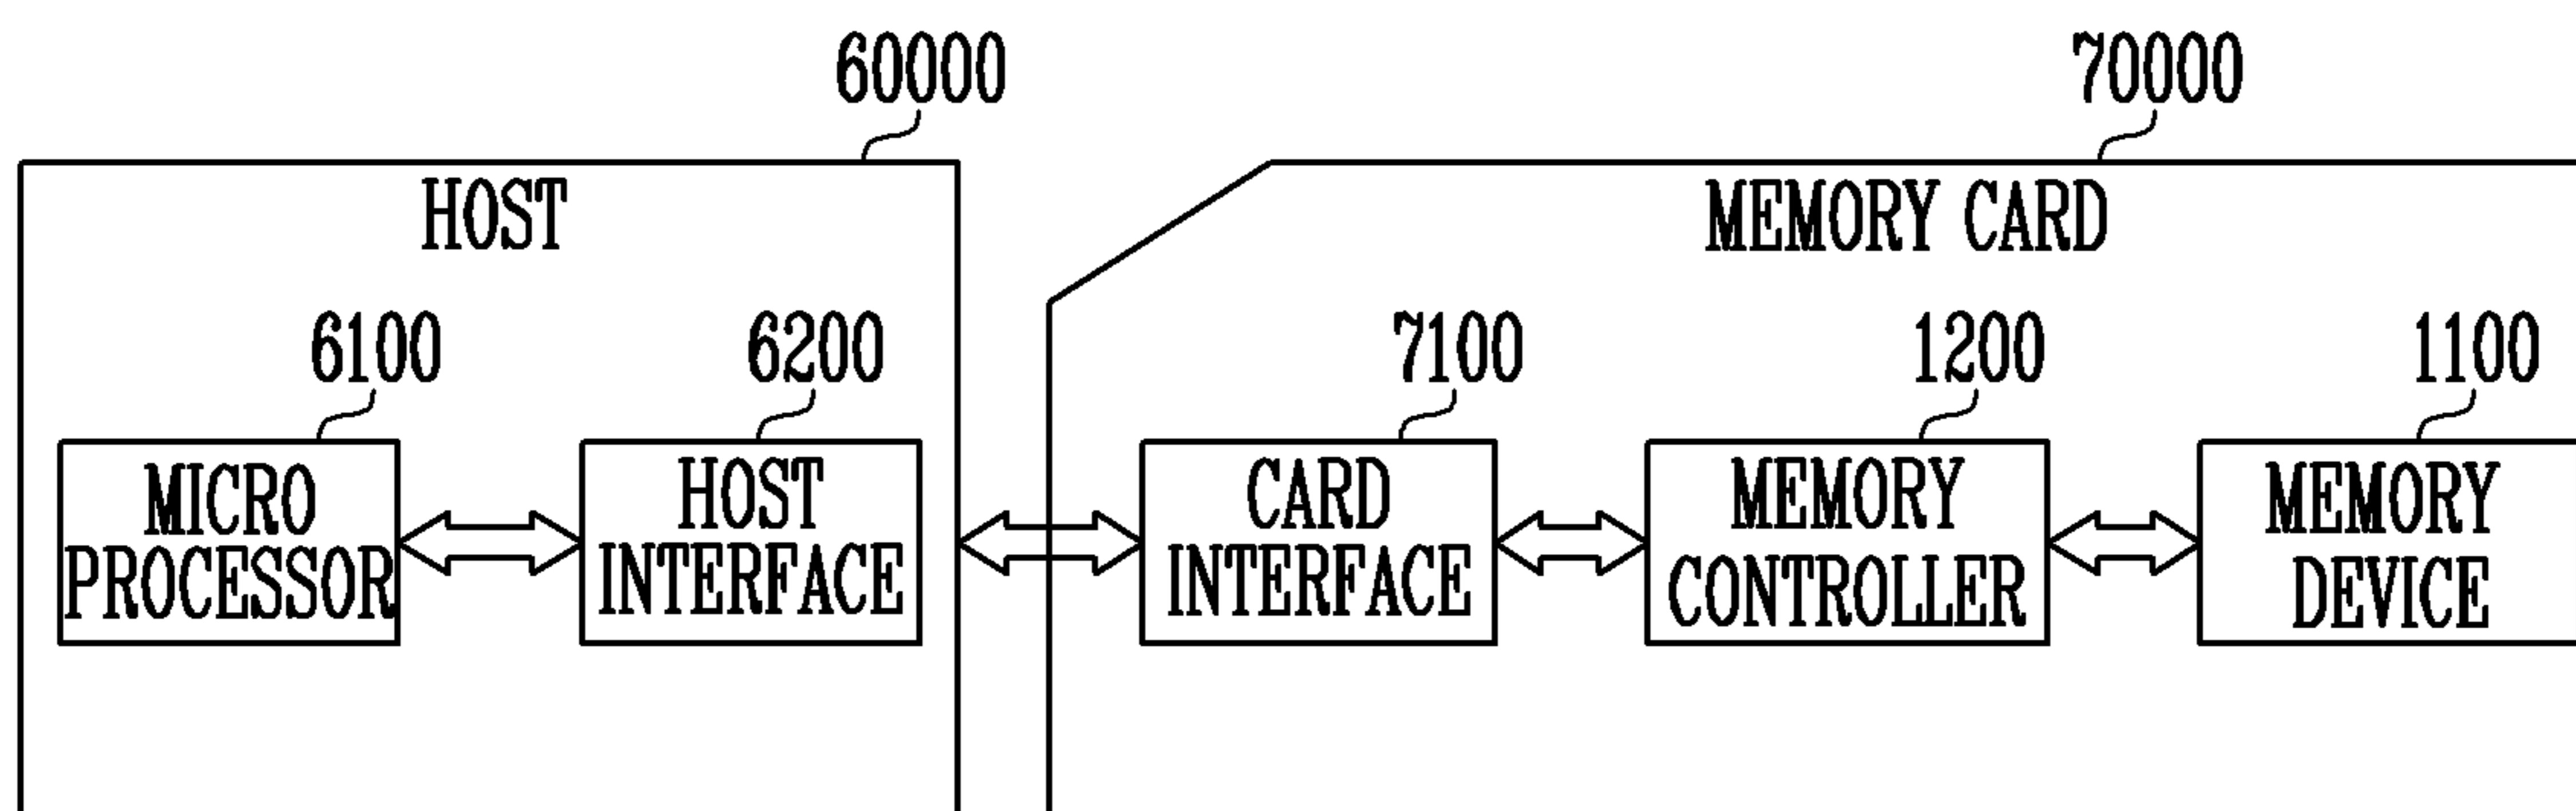 60000
70000
HOST
MEMORY CARD
6100
6200
7100
1200
1100
MICRO
PROCESSOR
HOST
INTERFACE
CARD
INTERFACE
MEMORY
CONTROLLER
MEMORY
DEVICE